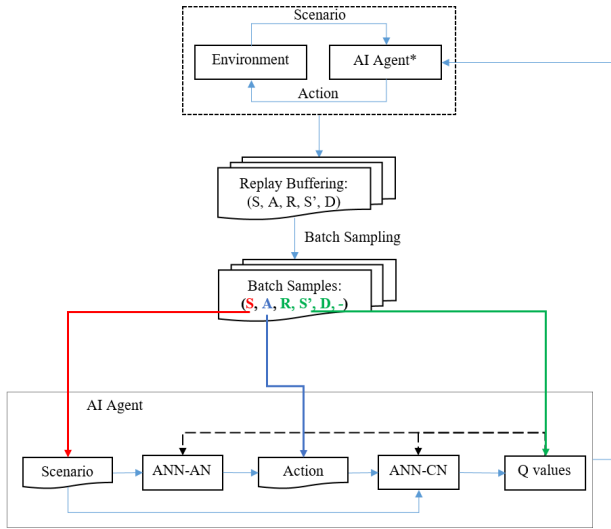 Scenario
Environment
AI Agent*
Action
Replay Buffering:
(S, A, R, S’, D)
Batch Sampling
Batch Samples:
(S, A, R, S’, D, -)
AI Agent
Scenario
ANN-AN
Action
ANN-CN
Q values